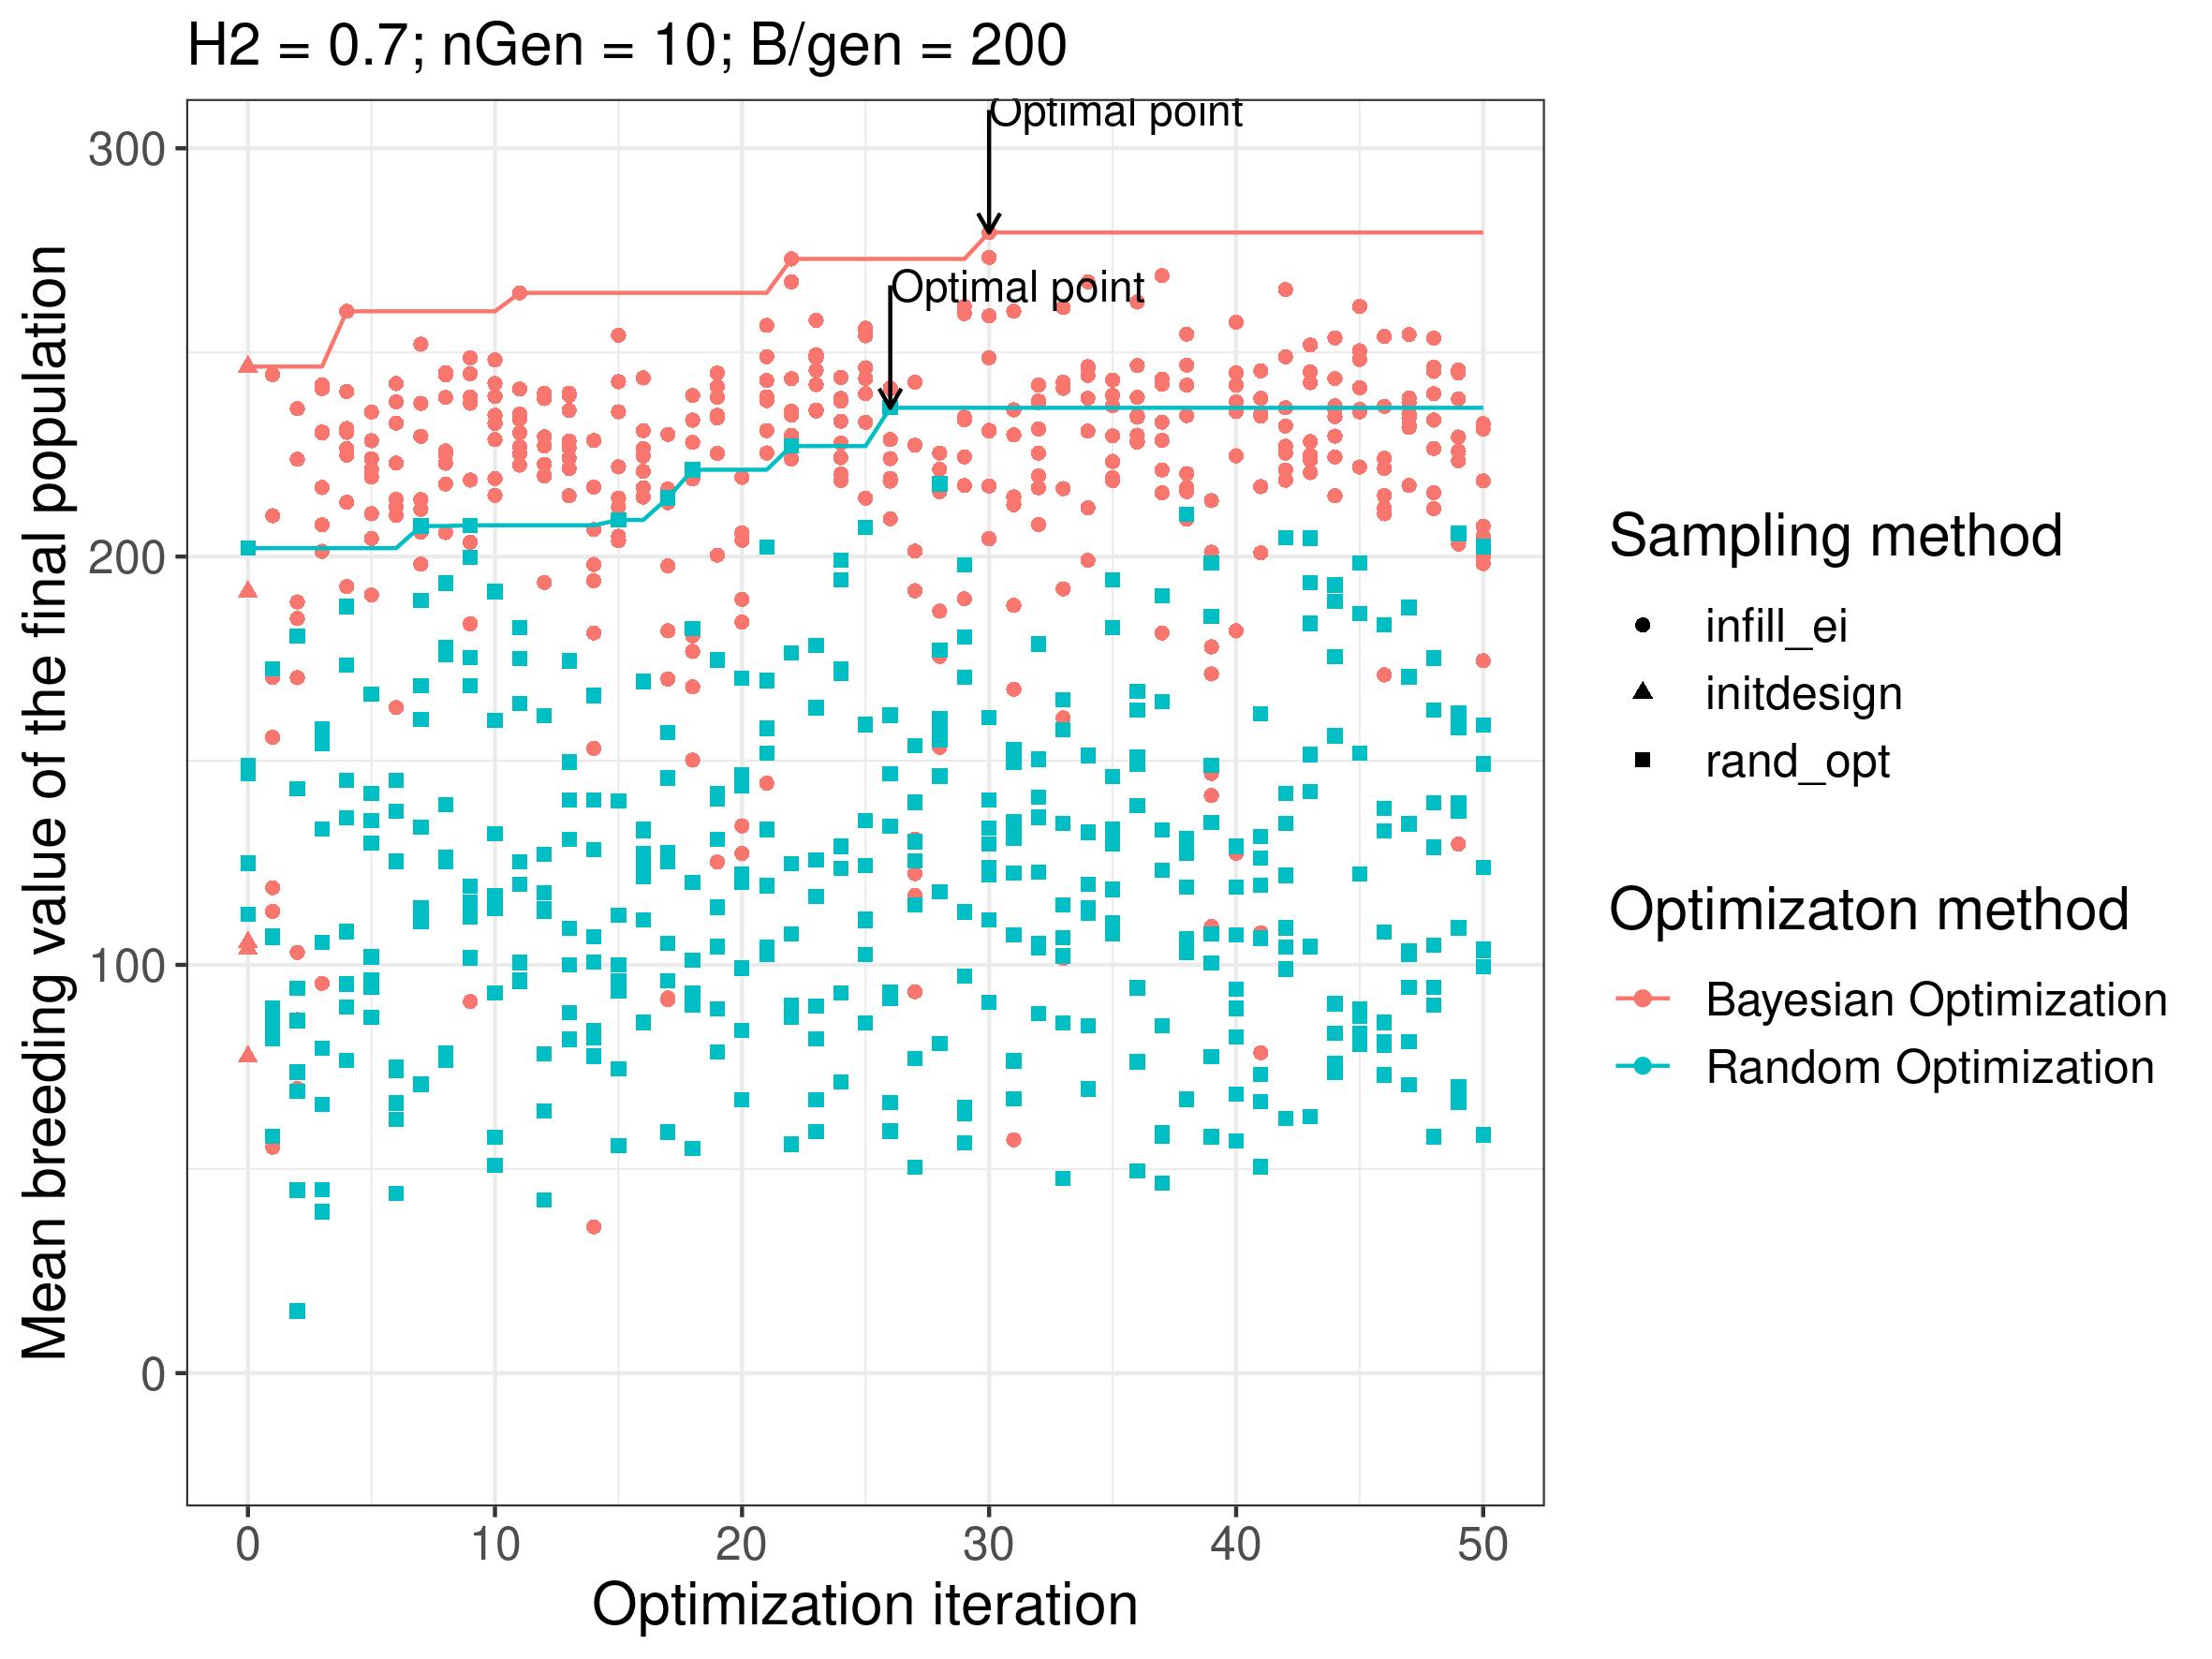 H2 = 0.7; nGen = 10; B/gen = 200
Mean breeding value of the final population
300
200
100
0
Optimal point
Optimal point
0 10 20 30 40 50
Optimization iteration
Sampling method
infill_ei
initdesign
rand_opt
Optimizaton method
Bayesian Optimization
Random Optimization